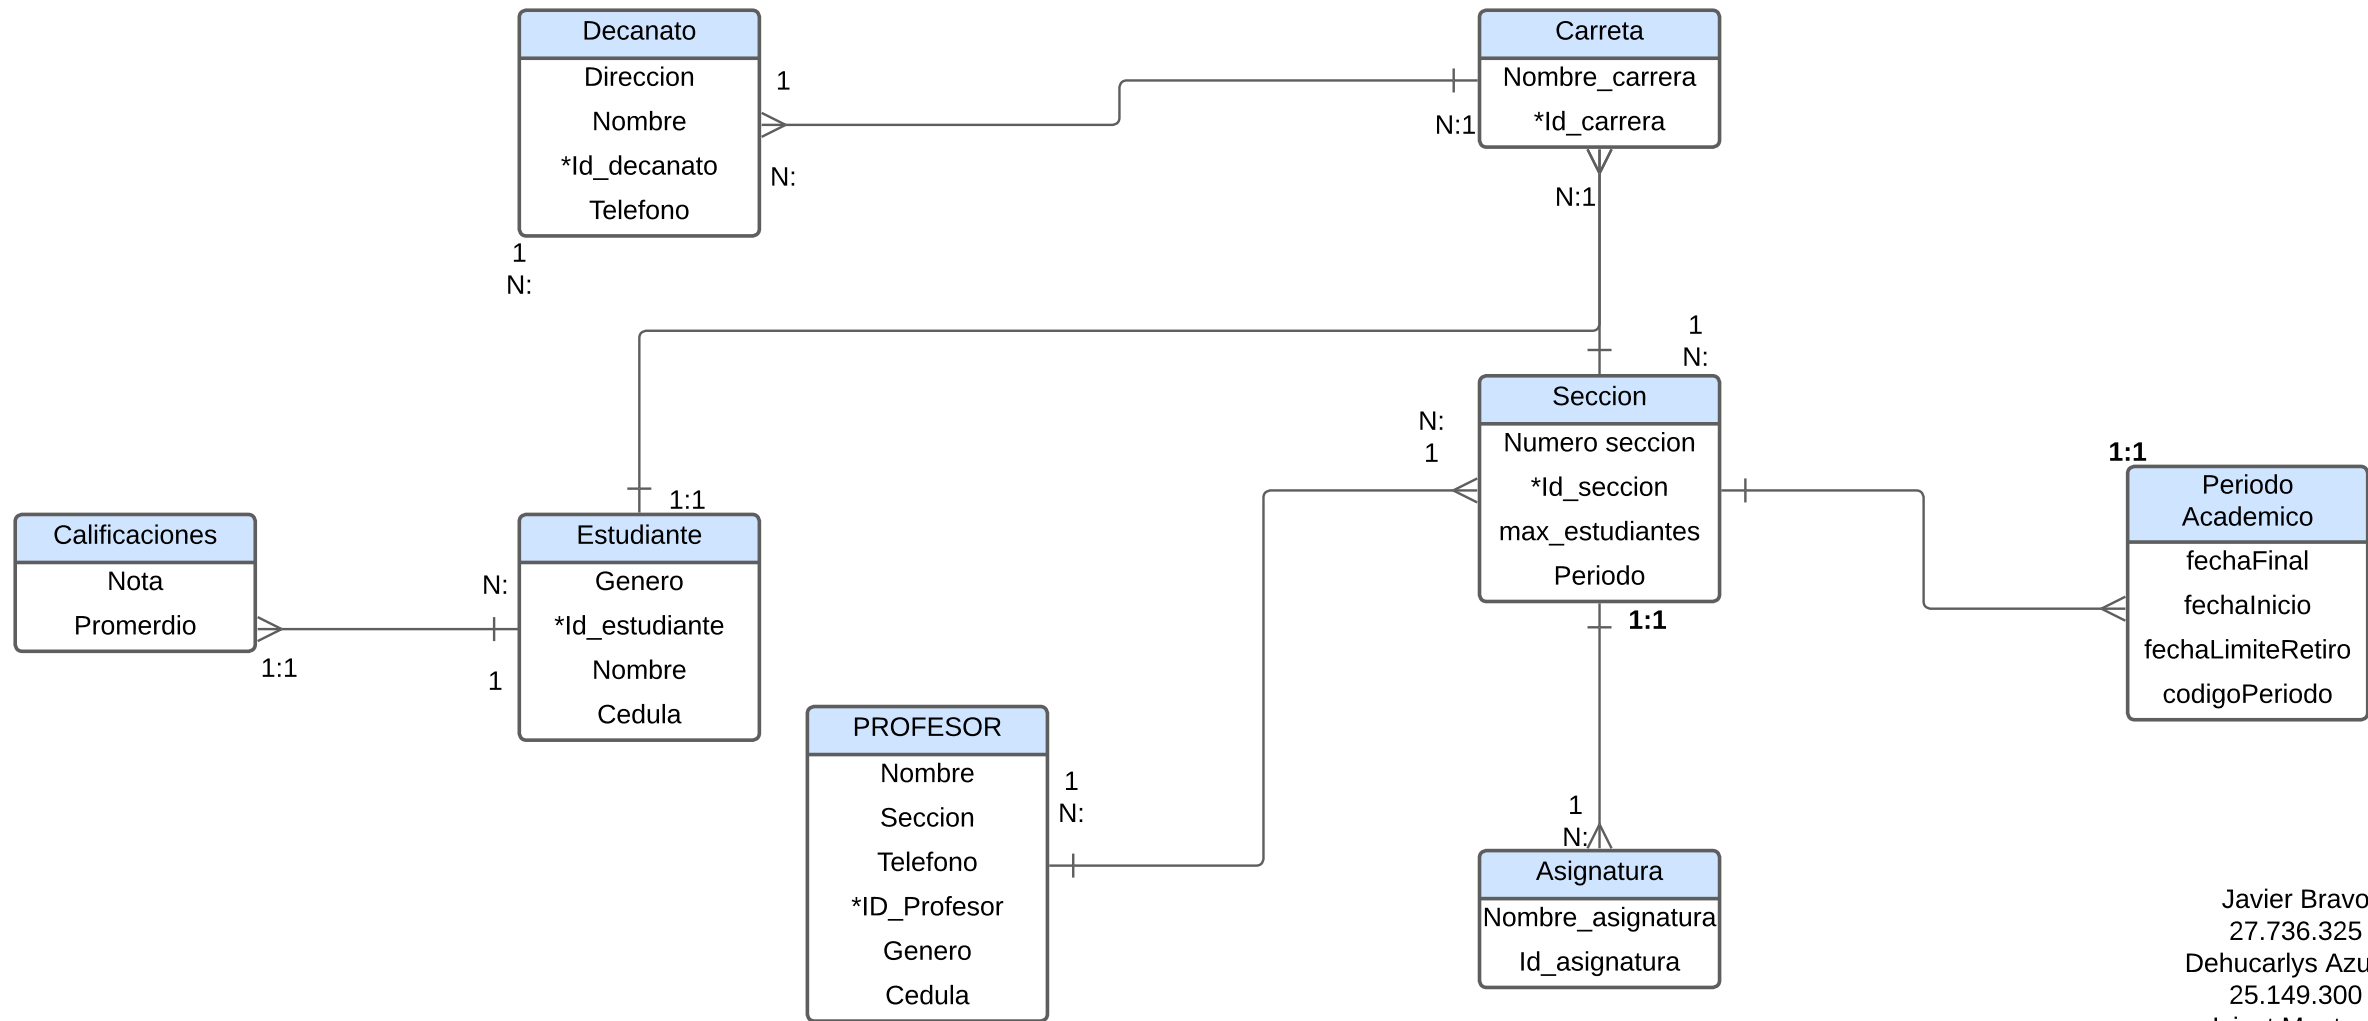 Decanato
Direccion
Nombre
*Id_decanato
Telefono
1
N:
1
N:
Carreta
Nombre_carrera
*Id_carrera
N:1
N:1
1
N:
Seccion
Numero seccion
*Id_seccion
max_estudiantes
Periodo
N:
1
1:1
1:1
Periodo
Academico
fechaFinal
fechaInicio
fechaLimiteRetiro
codigoPeriodo
Calificaciones
Nota
Promerdio
1:1
N:
1
1:1
Estudiante
Genero
*Id_estudiante
Nombre
Cedula
PROFESOR
Nombre
Seccion
Telefono
*ID_Profesor
Genero
Cedula
1
N:
1
N:
Asignatura
Nombre_asignatura
Id_asignatura
Javier Bravo
27.736.325
Dehucarlys Azu
25.149.300